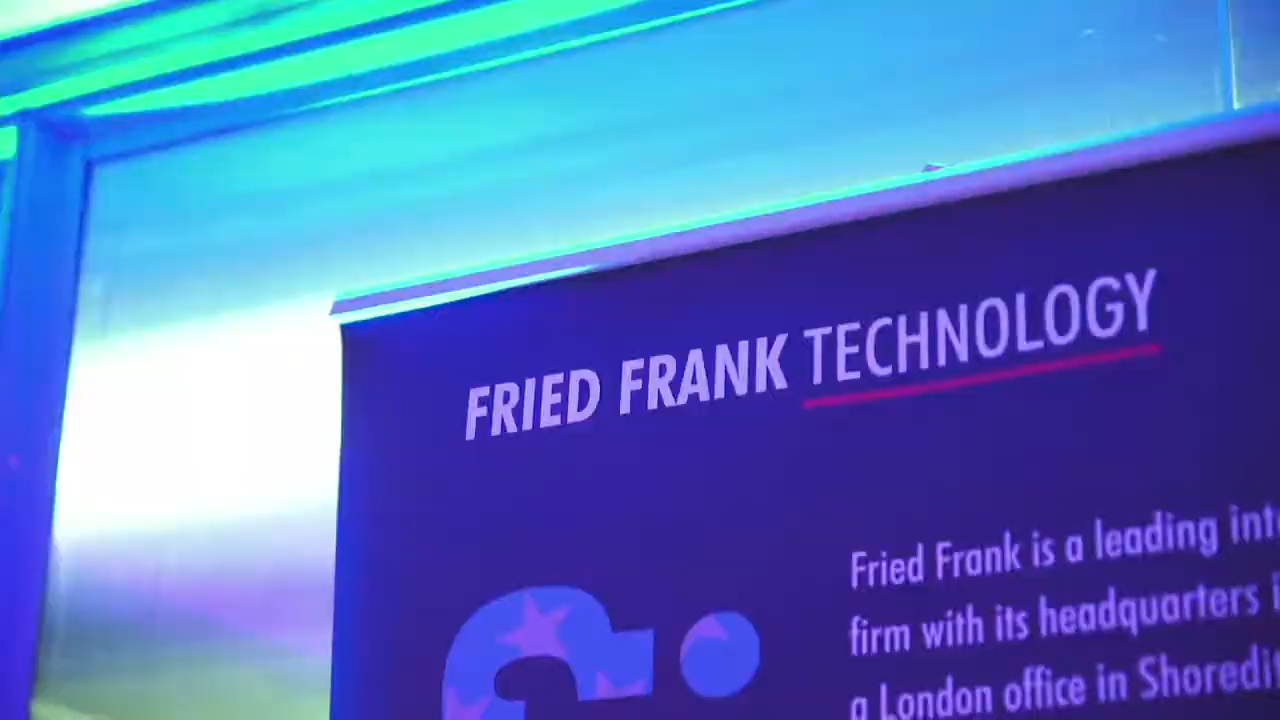 FRIED FRANK TECHNOLOGY
Fried Frank is a leading
firm with its headquarters
a London office in